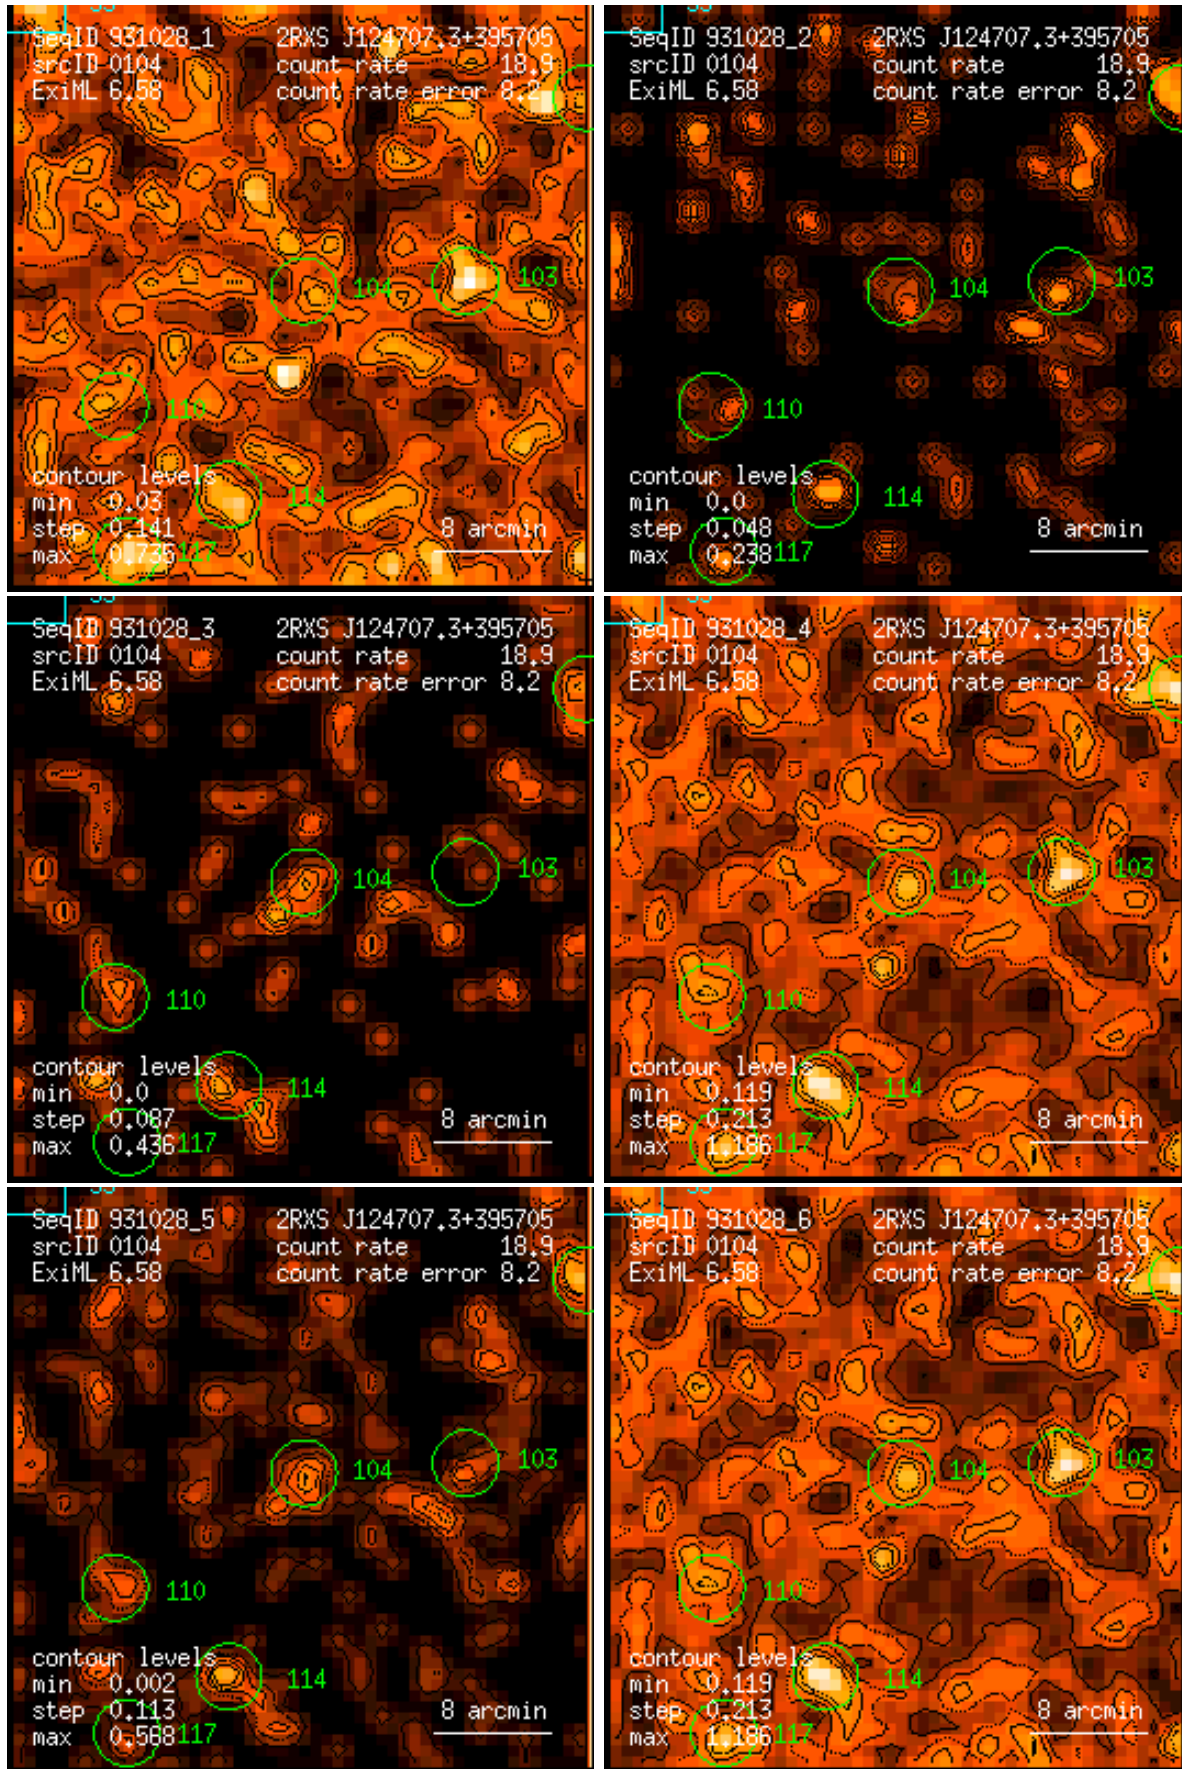 SeqID 931028_1 2RXS J124707.3+395705
srcID 0104 count rate 18.9
ExiML 6.58 count rate error 8.2
104
103
110
contour levels
min 0.03
114
step 0.141
8 arcmin
max 0.735
117
SeqID 931028_2 2RXS J124707.3+395705
srcID 0104 count rate 18.9
ExiML 6.58 count rate error 8.2
104
103
110
contour levels
min 0.0
114
step 0.048
8 arcmin
max 0.238
117
SeqID 931028_3 2RXS J124707.3+395705
srcID 0104 count rate 18.9
ExiML 6.58 count rate error 8.2
104
103
110
contour levels
min 0.0
114
step 0.087
8 arcmin
max 0.436
117
SeqID 931028_4 2RXS J124707.3+395705
srcID 0104 count rate 18.9
ExiML 6.58 count rate error 8.2
104
103
110
contour levels
min 0.119
114
step 0.213
8 arcmin
max 1.186
117
SeqID 931028_5 2RXS J124707.3+395705
srcID 0104 count rate 18.9
ExiML 6.58 count rate error 8.2
104
103
110
contour levels
min 0.002
114
step 0.113
8 arcmin
max 0.568
117
SeqID 931028_6 2RXS J124707.3+395705
srcID 0104 count rate 18.9
ExiML 6.58 count rate error 8.2
104
103
110
contour levels
min 0.119
114
step 0.213
8 arcmin
max 1.186
117